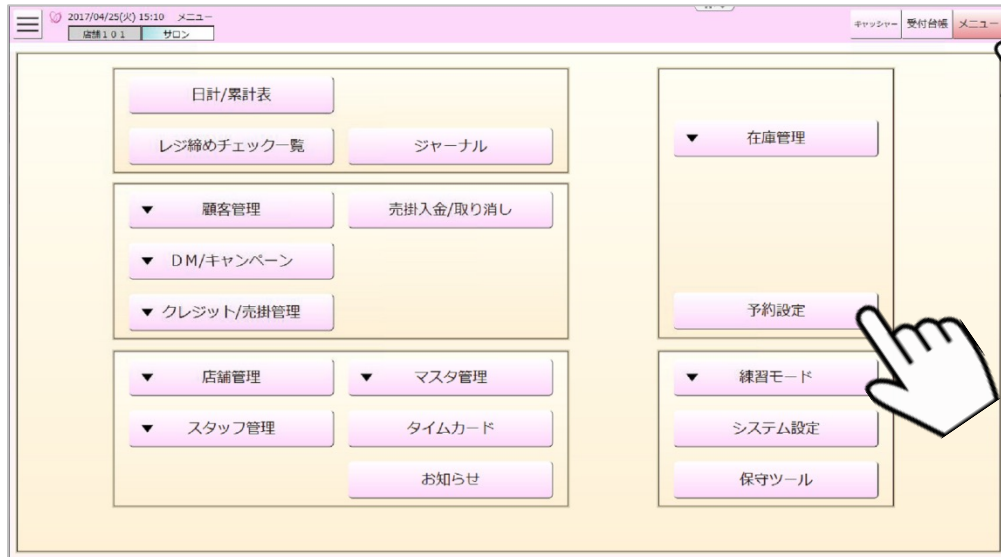 2017/04/25(火) 15:10 メニュー
店舗101 サロン
キャッシャー 受付台帳 メニュー
日計/累計表
レジ締めチェック一覧 ジャーナル
▼ 在庫管理
▼ 顧客管理 売掛入金/取り消し
▼ DM/キャンペーン
▼ クレジット/売掛管理
予約設定
▼ 店舗管理 ▼ マスタ管理
▼ 練習モード
▼ スタッフ管理 タイムカード
システム設定
お知らせ
保守ツール